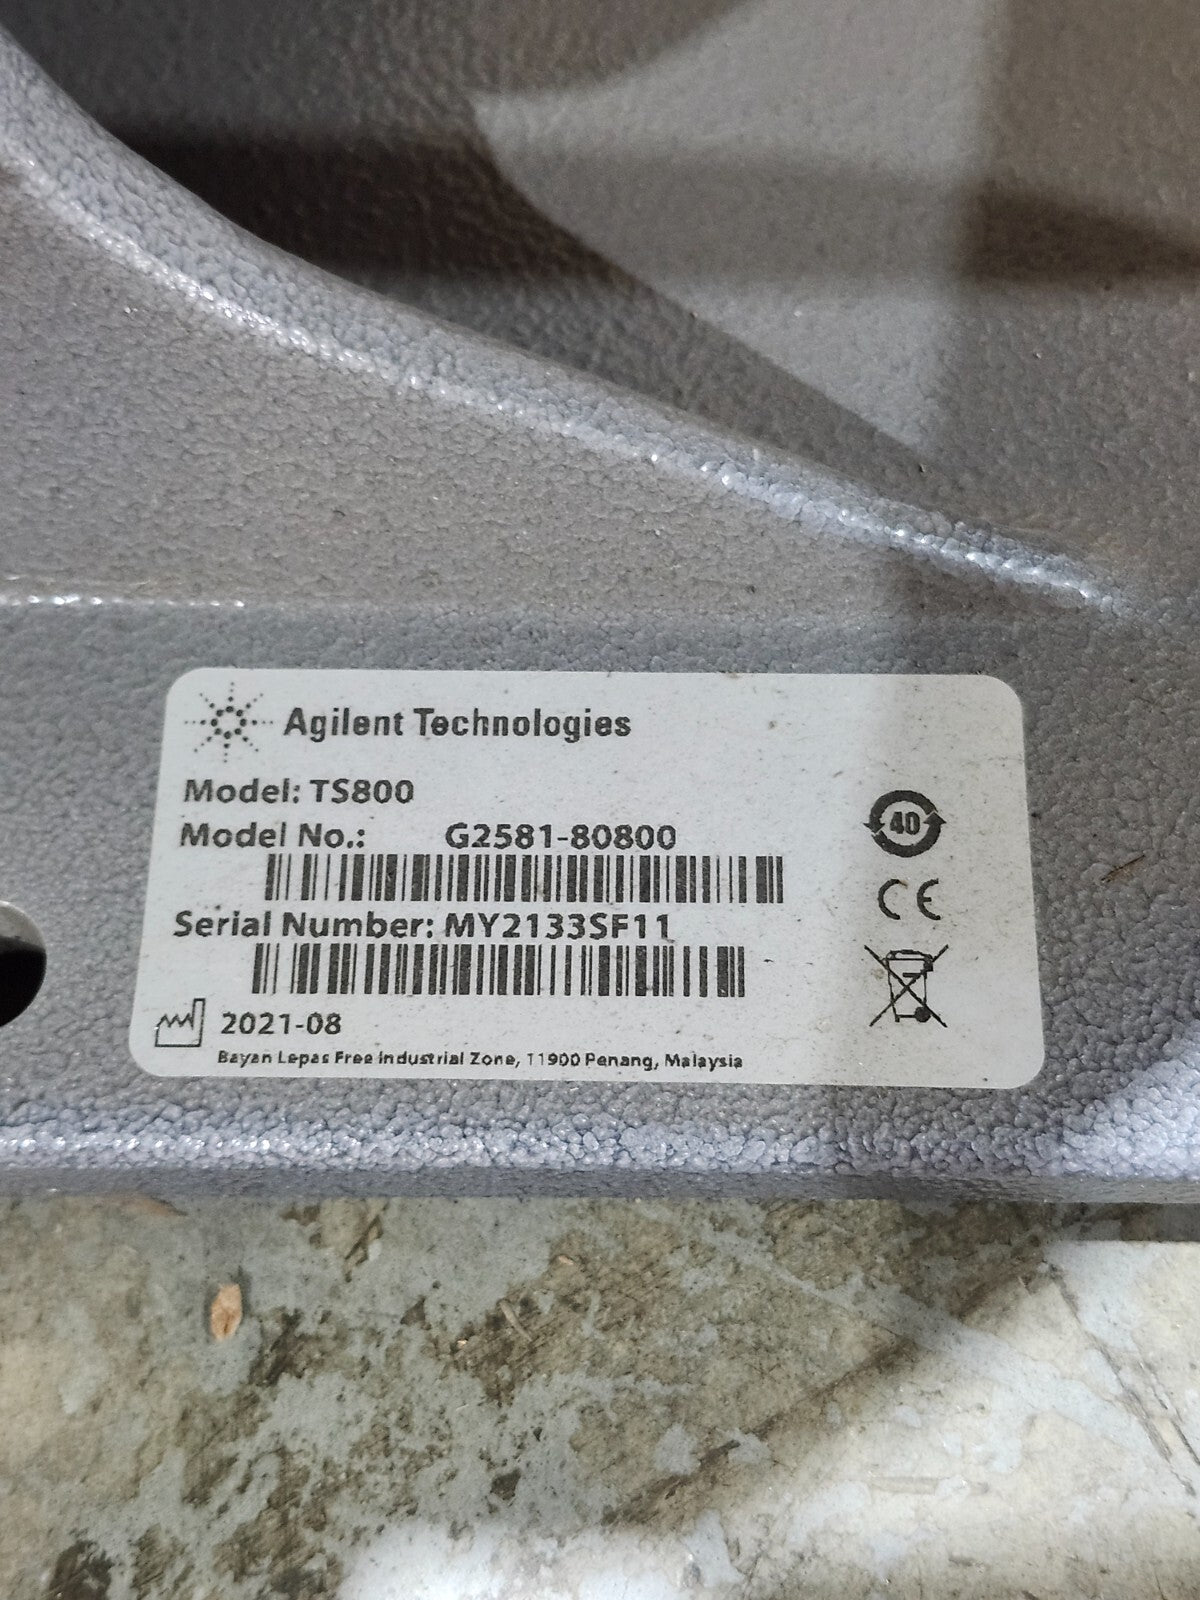 Agilent Technologies
Model: TS800
Model No.: G2581-80800
40
CE
Serial Number: MY2133SF11
2021-08
Bayan Lepas Free Industrial Zone, 11900 Penang, Malaysia